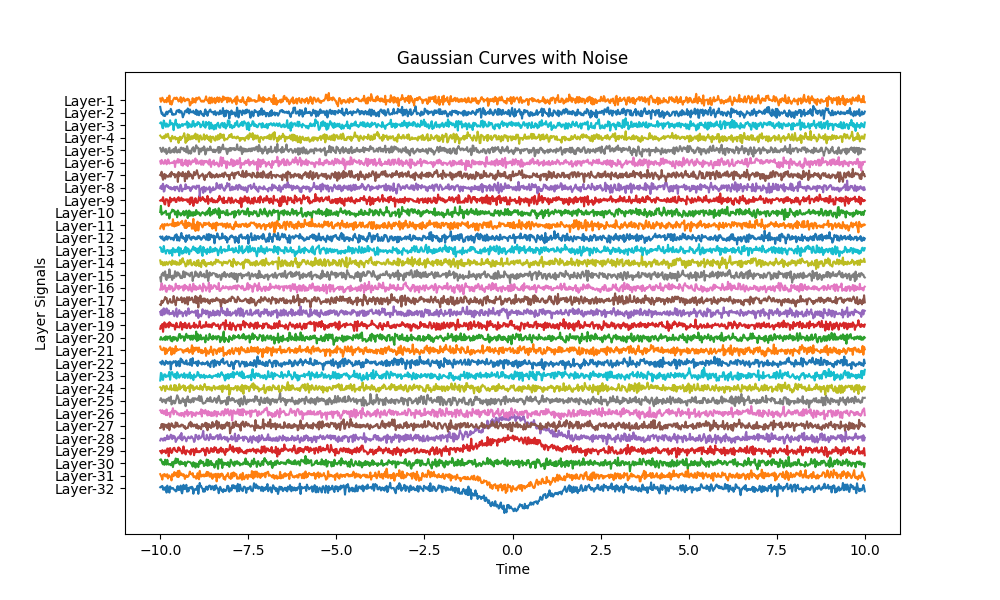 Gaussian Curves with Noise
Layer-1
Layer-2
Layer-3
Layer-4
Layer-5
Layer-6
Layer-7
Layer-8
Layer-9
Layer-10
Layer-11
Layer-12
Layer-13
Layer-14
Layer-15
Layer-16
Layer-17
Layer-18
Layer-19
Layer-20
Layer-21
Layer-22
Layer-23
Layer-24
Layer-25
Layer-26
Layer-27
Layer-28
Layer-29
Layer-30
Layer-31
Layer-32
Layer Signals
−10.0 −7.5 −5.0 −2.5 0.0 2.5 5.0 7.5 10.0
Time